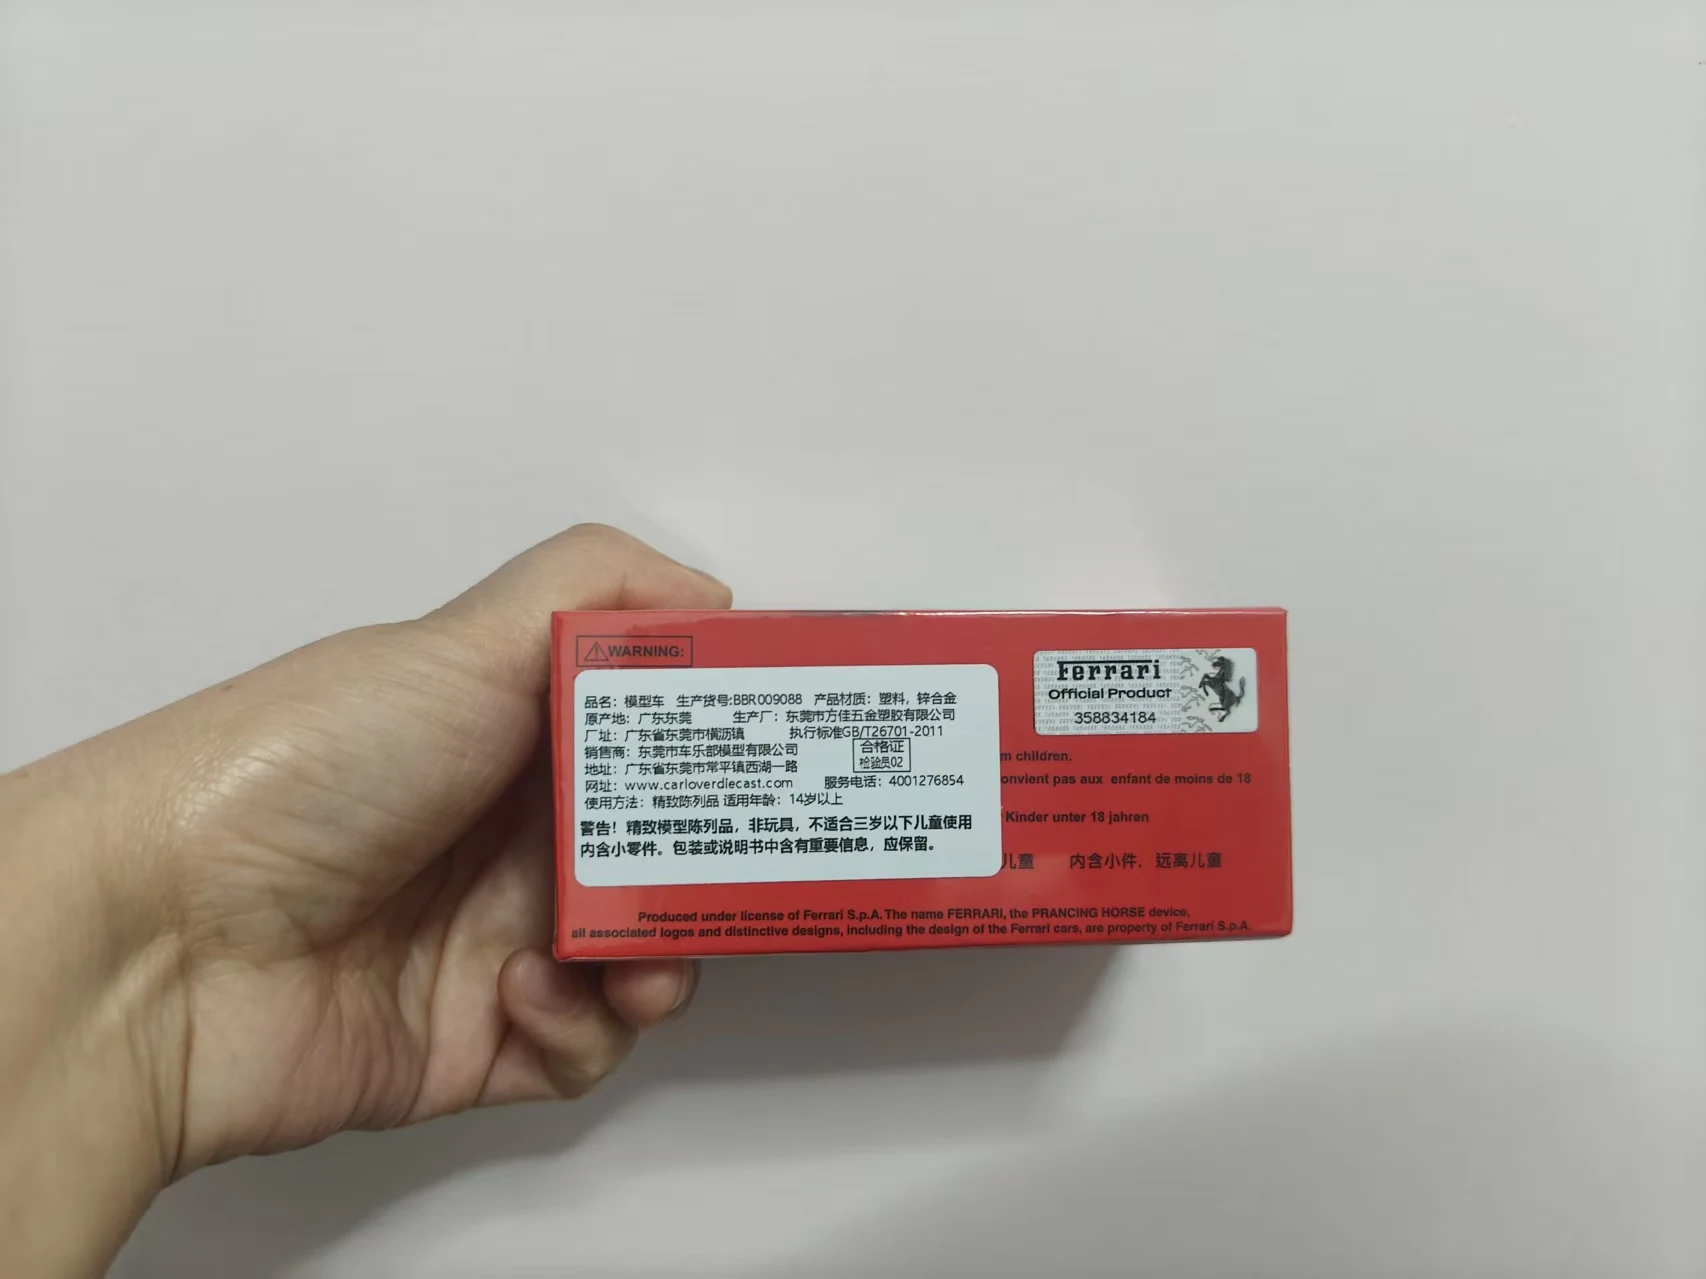 WARNING:
品名：模型车 生产货号:BBR009088 产品材质：塑料，锌合金
原产地：广东东莞 生产厂：东莞市方佳五金塑胶有限公司
厂址：广东省东莞市横沥镇 执行标准GB/T26701-2011
销售商：东莞市车乐部模型有限公司
合格证
检验员02
地址：广东省东莞市常平镇西湖一路
网址：www.carloverdiecast.com 服务电话：4001276854
使用方法：精致陈列品 适用年龄：14岁以上
警告！精致模型陈列品，非玩具，不适合三岁以下儿童使用
内含小零件。包装或说明书中含有重要信息，应保留。
Ferrari
Official Product
358834184
children.
pas aux enfant de moins de 18
Kinder unter 18 jahren
儿童 内含小件. 远离儿童
Produced under license of Ferrari S.p.A. The name FERRARI, the PRANCING HORSE device,
all associated logos and distinctive designs, including the design of the Ferrari cars, are property of Ferrari S.p.A.